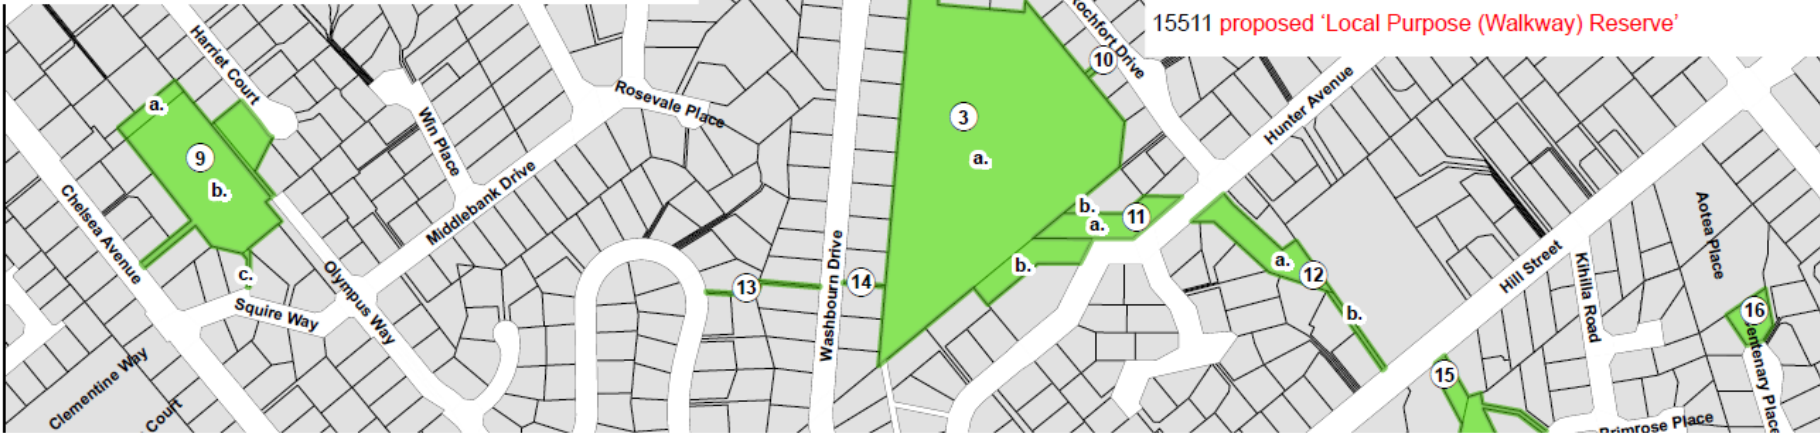 15511 proposed ‘Local Purpose (Walkway) Reserve’
Harriet Court
Rochfort Drive
10
a.
Rosevale Place
Win Place
3
Hunter Avenue
9
a.
b.
Chelsea Avenue
Middlebank Drive
b.
11
a.
Aotea Place
c.
Olympus Way
b.
a.
12
Hill Street
Kihilla Road
13
14
Washbourn Drive
Squire Way
b.
16
Centenary Place
Clementine Way
15
Court
Primrose Place